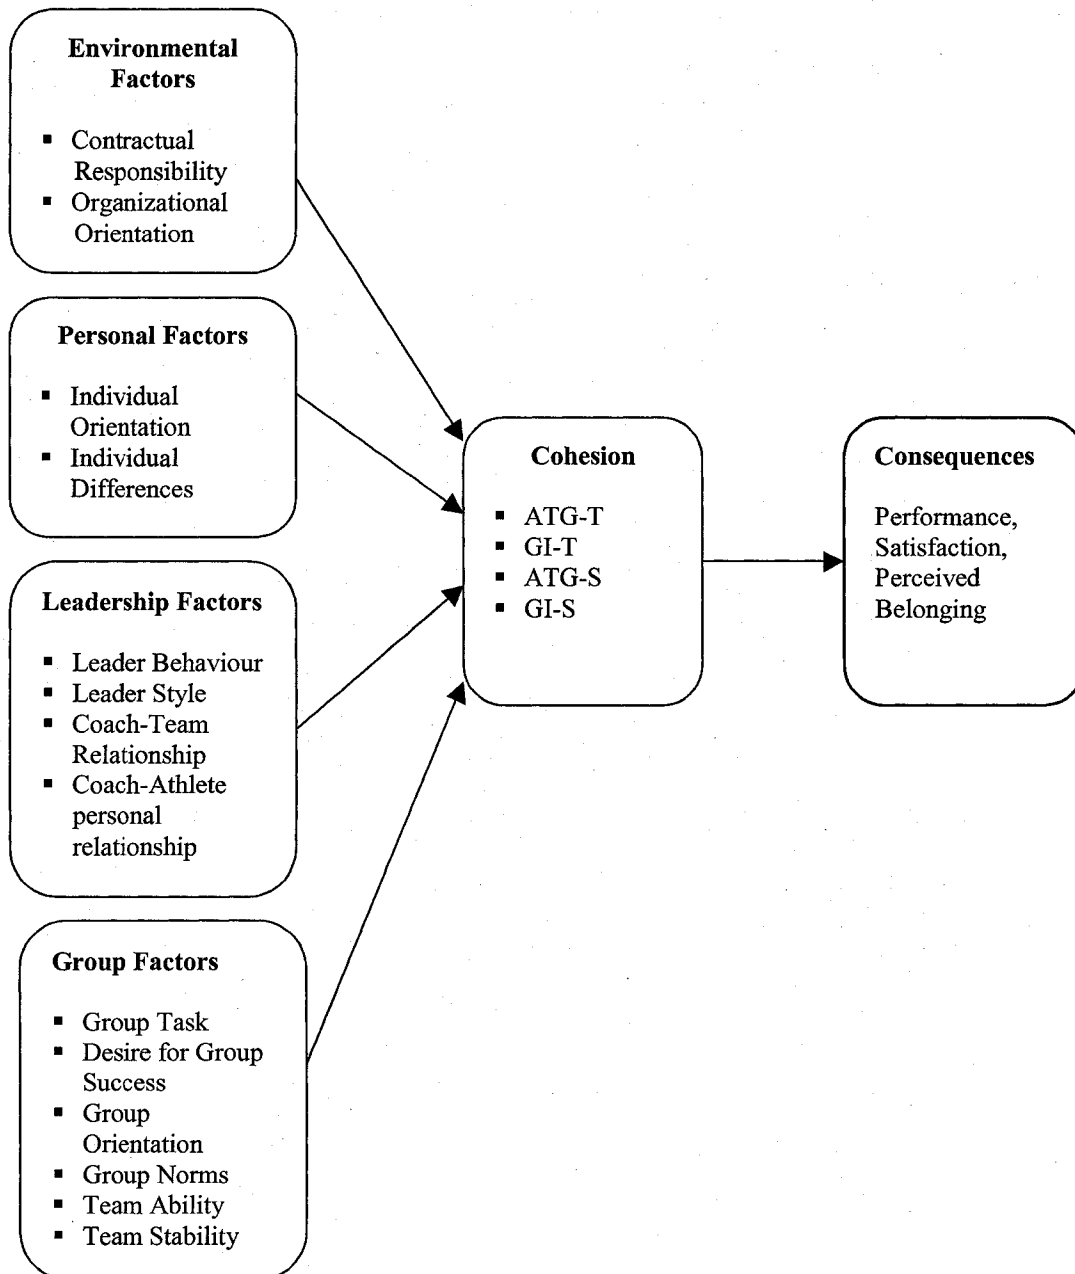 Environmental
Factors
▪ Contractual
Responsibility
▪ Organizational
Orientation
Personal Factors
▪ Individual
Orientation
▪ Individual
Differences
Leadership Factors
▪ Leader Behaviour
▪ Leader Style
▪ Coach-Team
Relationship
▪ Coach-Athlete
personal
relationship
Group Factors
▪ Group Task
▪ Desire for Group
Success
▪ Group
Orientation
▪ Group Norms
▪ Team Ability
▪ Team Stability
Cohesion
▪ ATG-T
▪ GI-T
▪ ATG-S
▪ GI-S
Consequences
Performance,
Satisfaction,
Perceived
Belonging